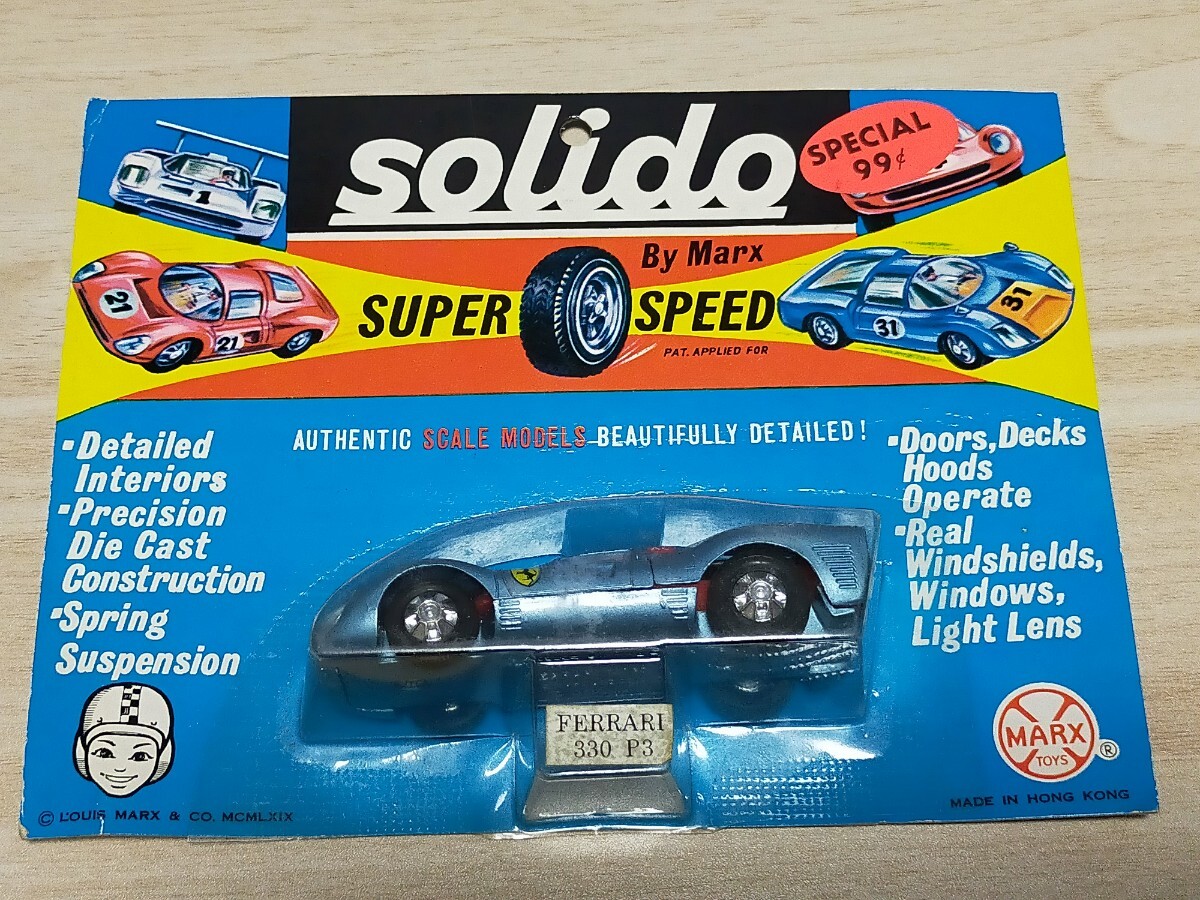 solido
SPECIAL
99¢
By Marx
SUPER SPEED
PAT. APPLIED FOR
1
21
21
31
31
AUTHENTIC SCALE MODELS BEAUTIFULLY DETAILED!
▪Detailed
Interiors
▪Precision
Die Cast
Construction
▪Spring
Suspension
▪Doors, Decks
Hoods
Operate
▪Real
Windshields,
Windows,
Light Lens
FERRARI
330 P3
MARX
TOYS
®
© LOUIS MARX & CO. MCMLXIX
MADE IN HONG KONG